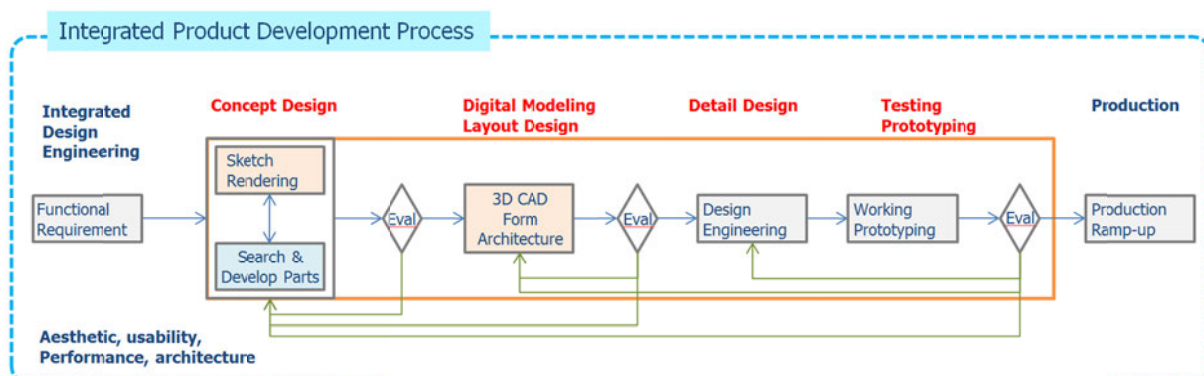 Integrated Product Development Process
Integrated
Design
Engineering
Concept Design
Digital Modeling
Layout Design
Detail Design
Testing
Prototyping
Production
Functional
Requirement
Sketch
Rendering
Search &
Develop Parts
Eval
3D CAD
Form
Architecture
Eval
Design
Engineering
Working
Prototyping
Eval
Production
Ramp-up
Aesthetic, usability,
Performance, architecture